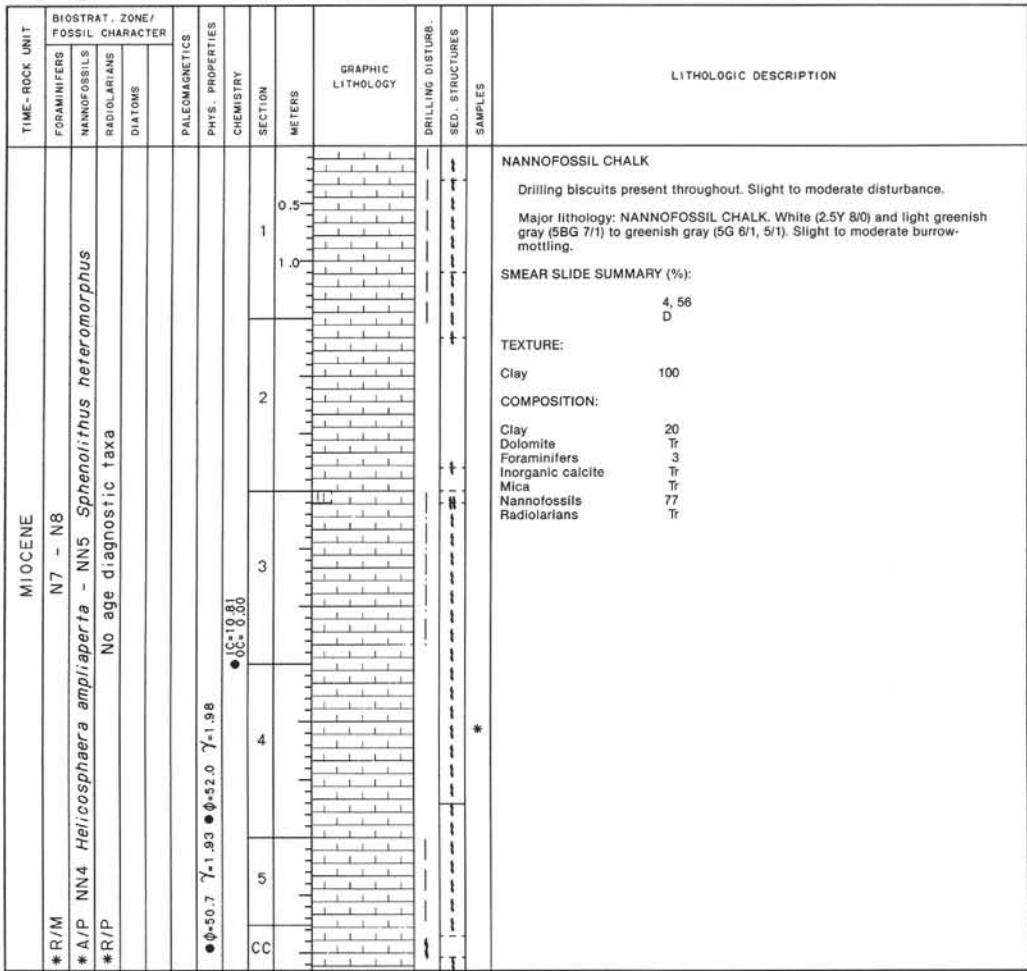 TIME-ROCK UNIT
BIOSTRAT. ZONE/
FOSSIL CHARACTER
FORAMINIFERS
NANNOFOSSILS
RADIOLARIANS
DIATOMS
PALEOMAGNETICS
PHYS. PROPERTIES
CHEMISTRY
SECTION
METERS
GRAPHIC
LITHOLOGY
DRILLING DISTURB.
SED. STRUCTURES
SAMPLES
LITHOLOGIC DESCRIPTION
MIOCENE
*R/M N7 - N8
*A/P NN4 Helicosphaera ampliaperta - NN5 Sphenolithus heteromorphus
*R/P No age diagnostic taxa
●Φ=50.7 γ=1.93 ●Φ=52.0 γ=1.98
● IC=10.81
OC= 0.00
1
2
3
4
5
CC
0.5
1.0
*
NANNOFOSSIL CHALK
Drilling biscuits present throughout. Slight to moderate disturbance.
Major lithology: NANNOFOSSIL CHALK. White (2.5Y 8/0) and light greenish
gray (5BG 7/1) to greenish gray (5G 6/1, 5/1). Slight to moderate burrow-
mottling.
SMEAR SLIDE SUMMARY (%):
4, 56
D
TEXTURE:
Clay 100
COMPOSITION:
Clay 20
Dolomite Tr
Foraminifers 3
Inorganic calcite Tr
Mica Tr
Nannofossils 77
Radiolarians Tr